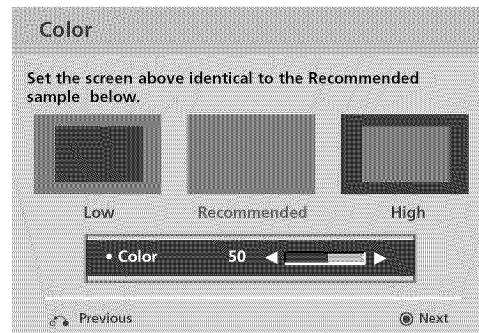 Color
Set the screen above identical to the Recommended
sample below.
Low Recommended High
• Color 50
Previous Next